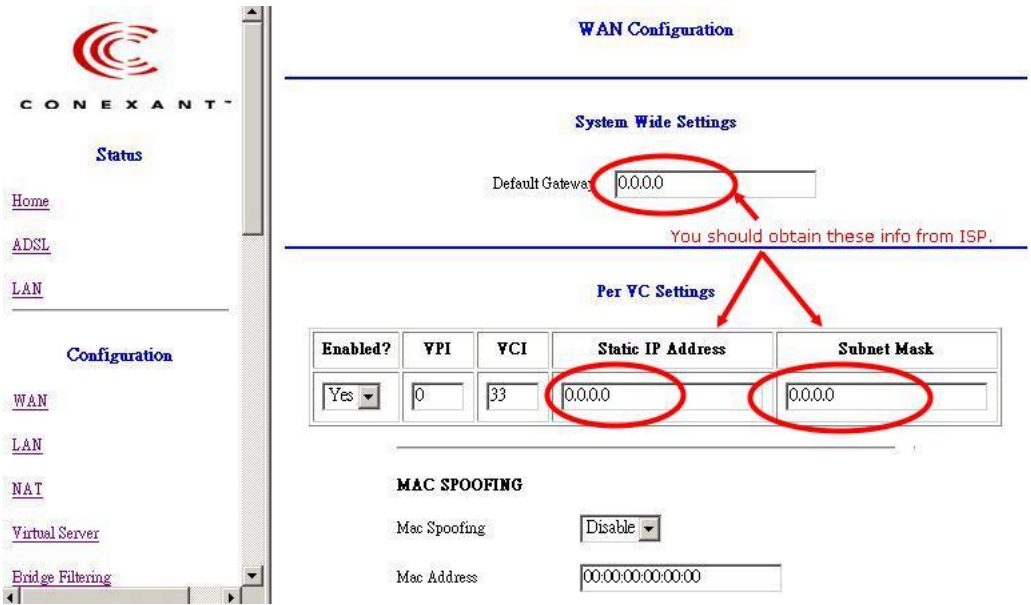 CONEXANT™
Status
Home
ADSL
LAN
Configuration
WAN
LAN
NAT
Virtual Server
Bridge Filtering
WAN Configuration
System Wide Settings
Default Gateway 0.0.0.0
You should obtain these info from ISP.
Per VC Settings
Enabled? VPI VCI Static IP Address Subnet Mask
Yes 0 33 0.0.0.0 0.0.0.0
MAC SPOOFING
Mac Spoofing Disable
Mac Address 00:00:00:00:00:00